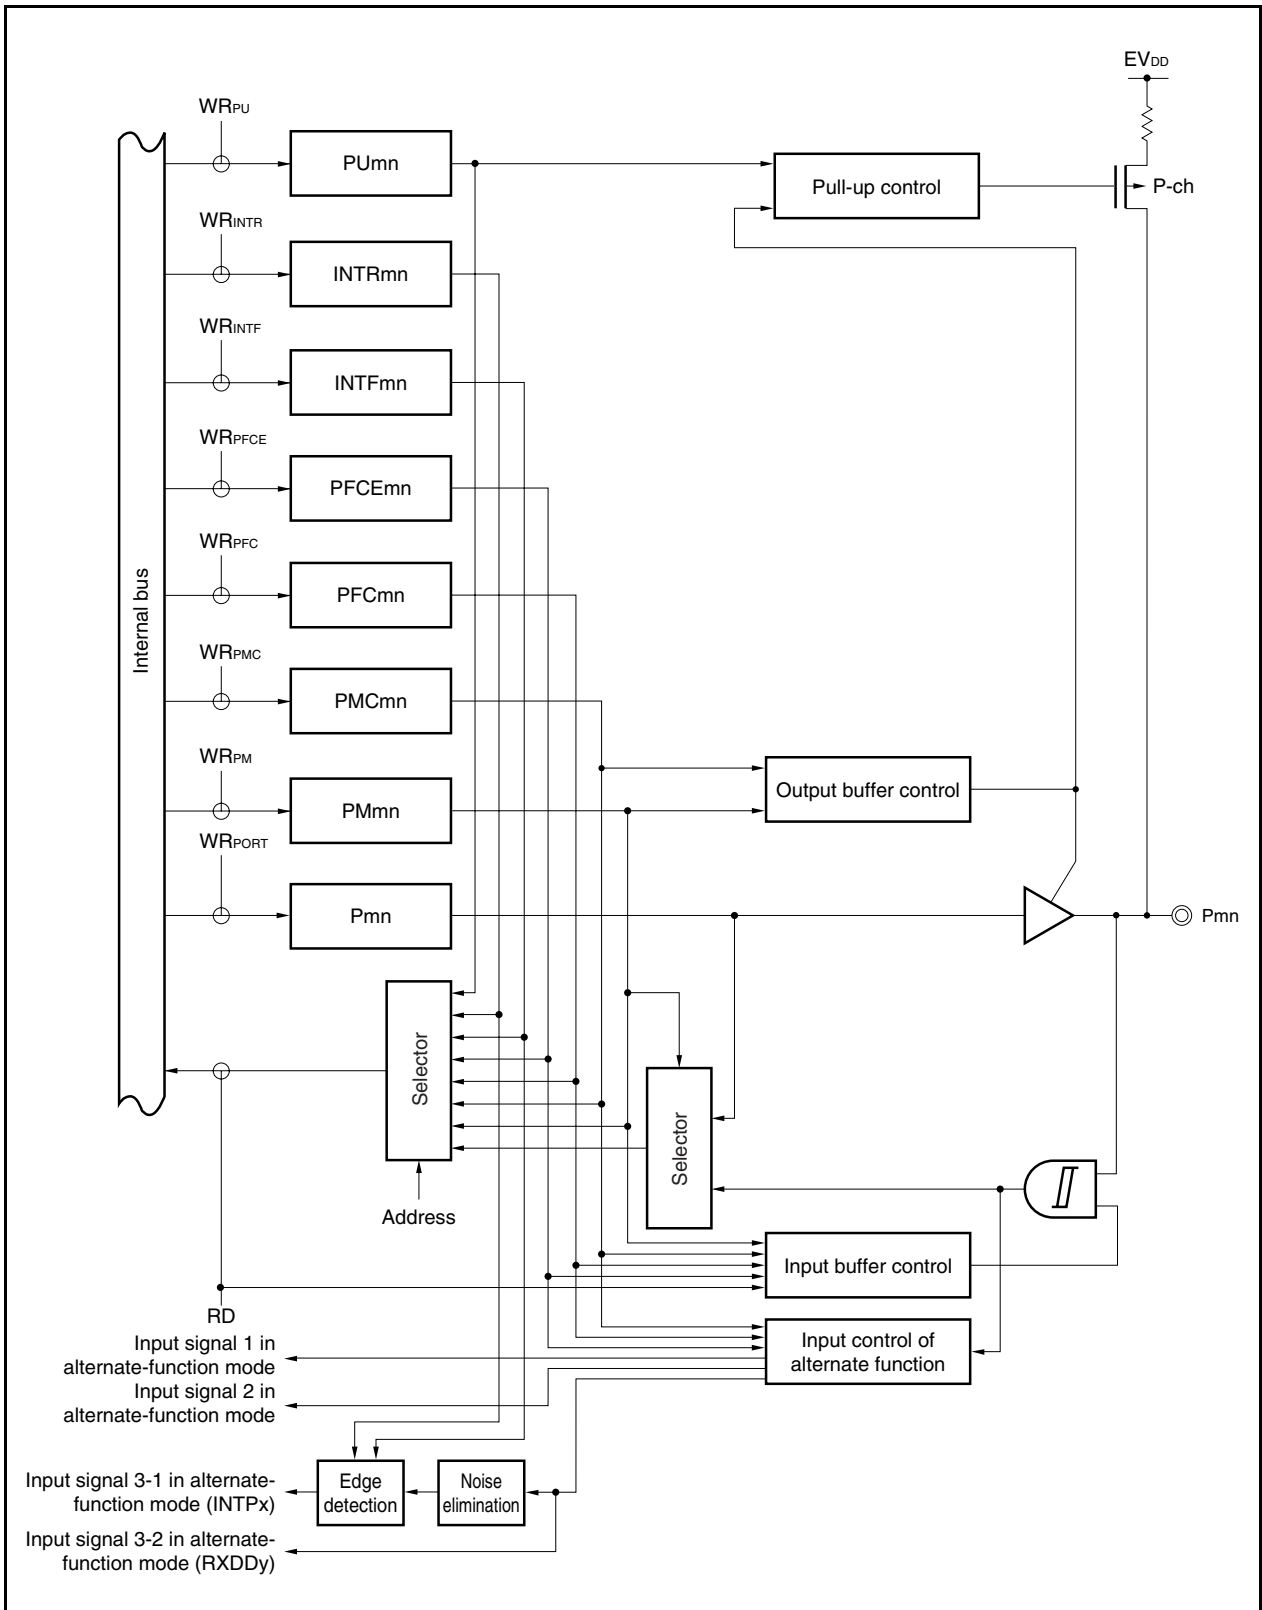 EVDD
WRPU
PUmn
Pull-up control
P-ch
WRINTR
INTRmn
WRINTF
INTFmn
WRPFCE
PFCEmn
WRPFC
PFCmn
Internal bus
WRPMC
PMCmn
WRPM
PMmn
Output buffer control
WRPORT
Pmn
Pmn
Selector
Selector
Address
Input buffer control
RD
Input signal 1 in
alternate-function mode
Input control of
alternate function
Input signal 2 in
alternate-function mode
Input signal 3-1 in alternate-
function mode (INTPx)
Edge
detection
Noise
elimination
Input signal 3-2 in alternate-
function mode (RXDDy)